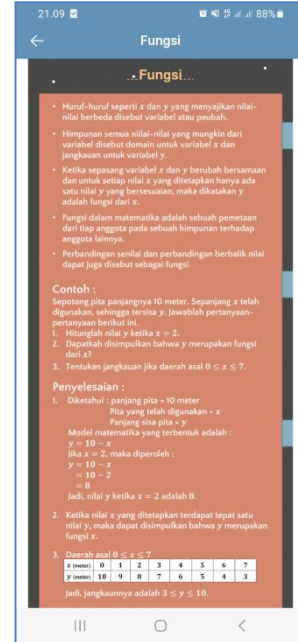 21.09 88%
Fungsi
..Fungsi..
• Huruf-huruf seperti x dan y yang menyajikan nilai-
nilai berbeda disebut variabel atau peubah.
• Himpunan semua niilai-nilai yang mungkin dari
variabel disebut domain untuk variabel x dan
jangkauan untuk variabel y.
• Ketika sepasang variabel x dan y berubah bersamaan
dan untuk setiap nilai x yang ditetapkan hanya ada
satu nilai y yang bersesuaian, maka dikatakan y
adalah fungsi dari x.
• Fungsi dalam matematika adalah sebuah pemetaan
dari tiap anggota pada sebuah himpunan terhadap
anggota lainnya.
• Perbandingan senilai dan perbandingan berbalik nilai
dapat juga disebut sebagai fungsi.
Contoh :
Sepotong pita panjangnya 10 meter. Sepanjang x telah
digunakan, sehingga tersisa y. Jawablah pertanyaan-
pertanyaan berikut ini.
1. Hitunglah nilai y ketika x = 2.
2. Dapatkah disimpulkan bahwa y merupakan fungsi
dari x?
3. Tentukan jangkauan jika daerah asal 0 ≤ x ≤ 7.
Penyelesaian :
1. Diketahui : panjang pita = 10 meter
Pita yang telah digunakan = x
Panjang sisa pita = y
Model matematika yang terbentuk adalah :
y = 10 − x
Jika x = 2, maka diperoleh :
y = 10 − x
= 10 − 2
= 8
Jadi, nilai y ketika x = 2 adalah 8.
2. Ketika nilai x yang ditetapkan terdapat tepat satu
nilai y, maka dapat disimpulkan bahwa y merupakan
fungsi x.
3. Daerah asal 0 ≤ x ≤ 7
x (meter) 0 1 2 3 4 5 6 7
y (meter) 10 9 8 7 6 5 4 3
Jadi, jangkaunnya adalah 3 ≤ y ≤ 10.